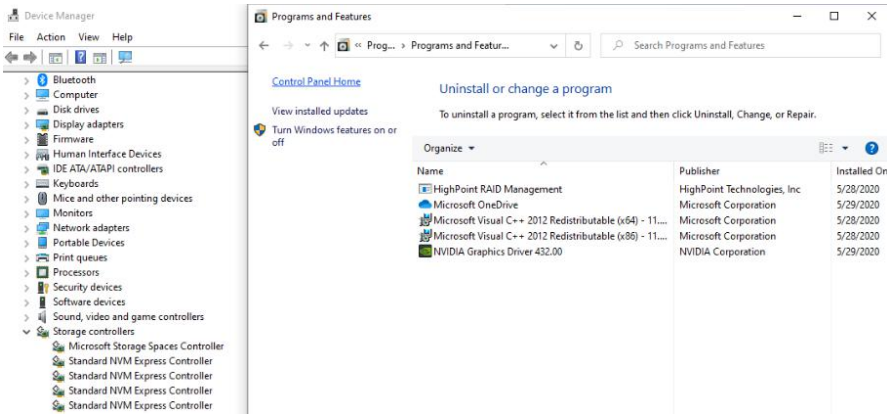 Device Manager
File Action View Help
Bluetooth
Computer
Disk drives
Display adapters
Firmware
Human Interface Devices
IDE ATA/ATAPI controllers
Keyboards
Mice and other pointing devices
Monitors
Network adapters
Portable Devices
Print queues
Processors
Security devices
Software devices
Sound, video and game controllers
Storage controllers
Microsoft Storage Spaces Controller
Standard NVM Express Controller
Standard NVM Express Controller
Standard NVM Express Controller
Standard NVM Express Controller
Programs and Features
« Prog... > Programs and Featur...
Search Programs and Features
Control Panel Home
View installed updates
Turn Windows features on or
off
Uninstall or change a program
To uninstall a program, select it from the list and then click Uninstall, Change, or Repair.
Organize
Name Publisher Installed On
HighPoint RAID Management HighPoint Technologies, Inc 5/28/2020
Microsoft OneDrive Microsoft Corporation 5/29/2020
Microsoft Visual C++ 2012 Redistributable (x64) - 11.... Microsoft Corporation 5/28/2020
Microsoft Visual C++ 2012 Redistributable (x86) - 11.... Microsoft Corporation 5/28/2020
NVIDIA Graphics Driver 432.00 NVIDIA Corporation 5/29/2020